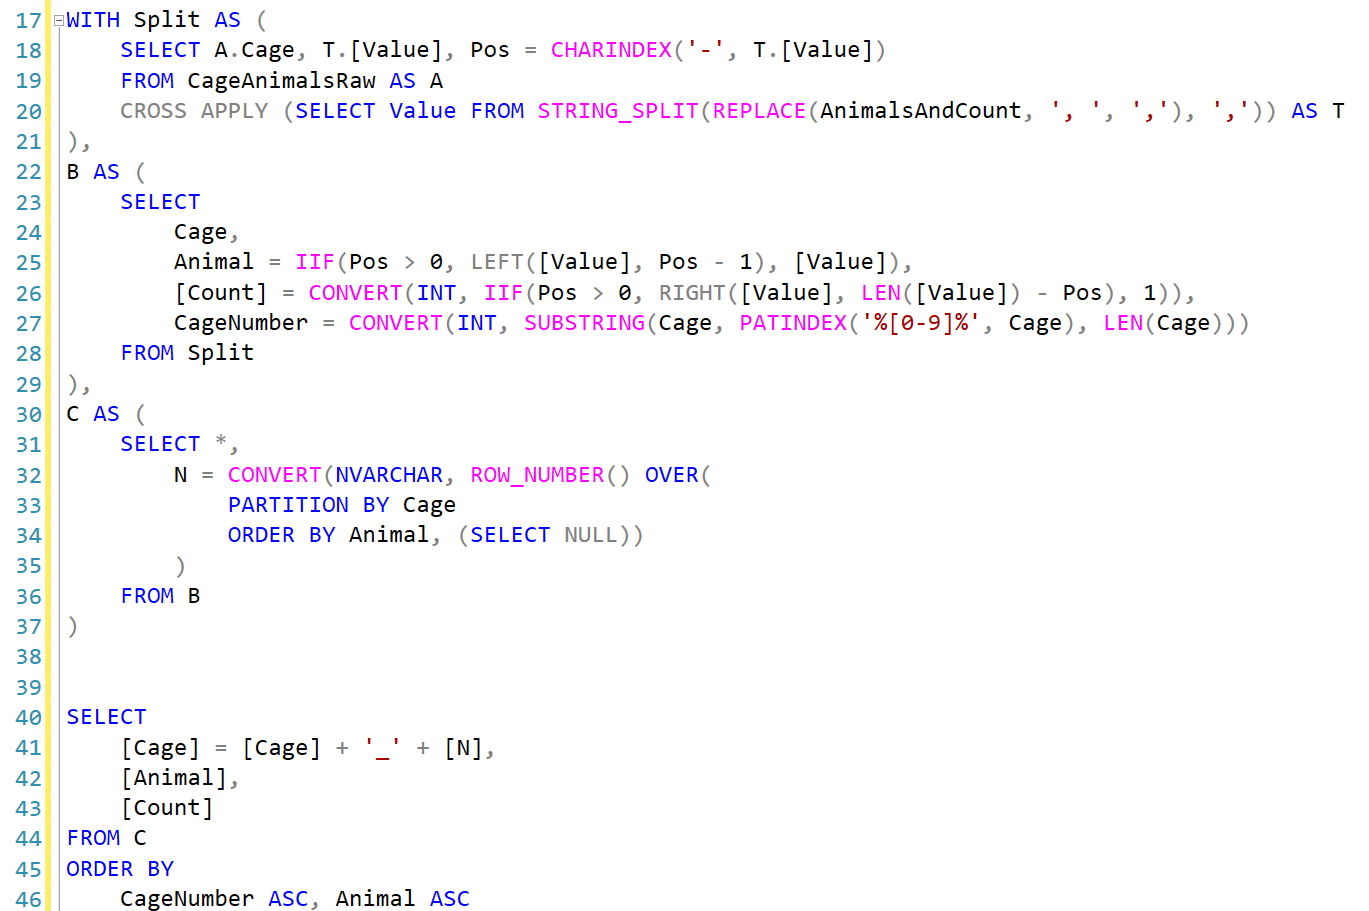 17 WITH Split AS (
18     SELECT A.Cage, T.[Value], Pos = CHARINDEX('-', T.[Value])
19     FROM CageAnimalsRaw AS A
20     CROSS APPLY (SELECT Value FROM STRING_SPLIT(REPLACE(AnimalsAndCount, ', ', ','), ',')) AS T
21 ),
22 B AS (
23     SELECT
24         Cage,
25         Animal = IIF(Pos > 0, LEFT([Value], Pos - 1), [Value]),
26         [Count] = CONVERT(INT, IIF(Pos > 0, RIGHT([Value], LEN([Value]) - Pos), 1)),
27         CageNumber = CONVERT(INT, SUBSTRING(Cage, PATINDEX('%[0-9]%', Cage), LEN(Cage)))
28     FROM Split
29 ),
30 C AS (
31     SELECT *,
32         N = CONVERT(NVARCHAR, ROW_NUMBER() OVER(
33             PARTITION BY Cage
34             ORDER BY Animal, (SELECT NULL))
35         )
36     FROM B
37 )
38
39
40 SELECT
41     [Cage] = [Cage] + '_' + [N],
42     [Animal],
43     [Count]
44 FROM C
45 ORDER BY
46     CageNumber ASC, Animal ASC